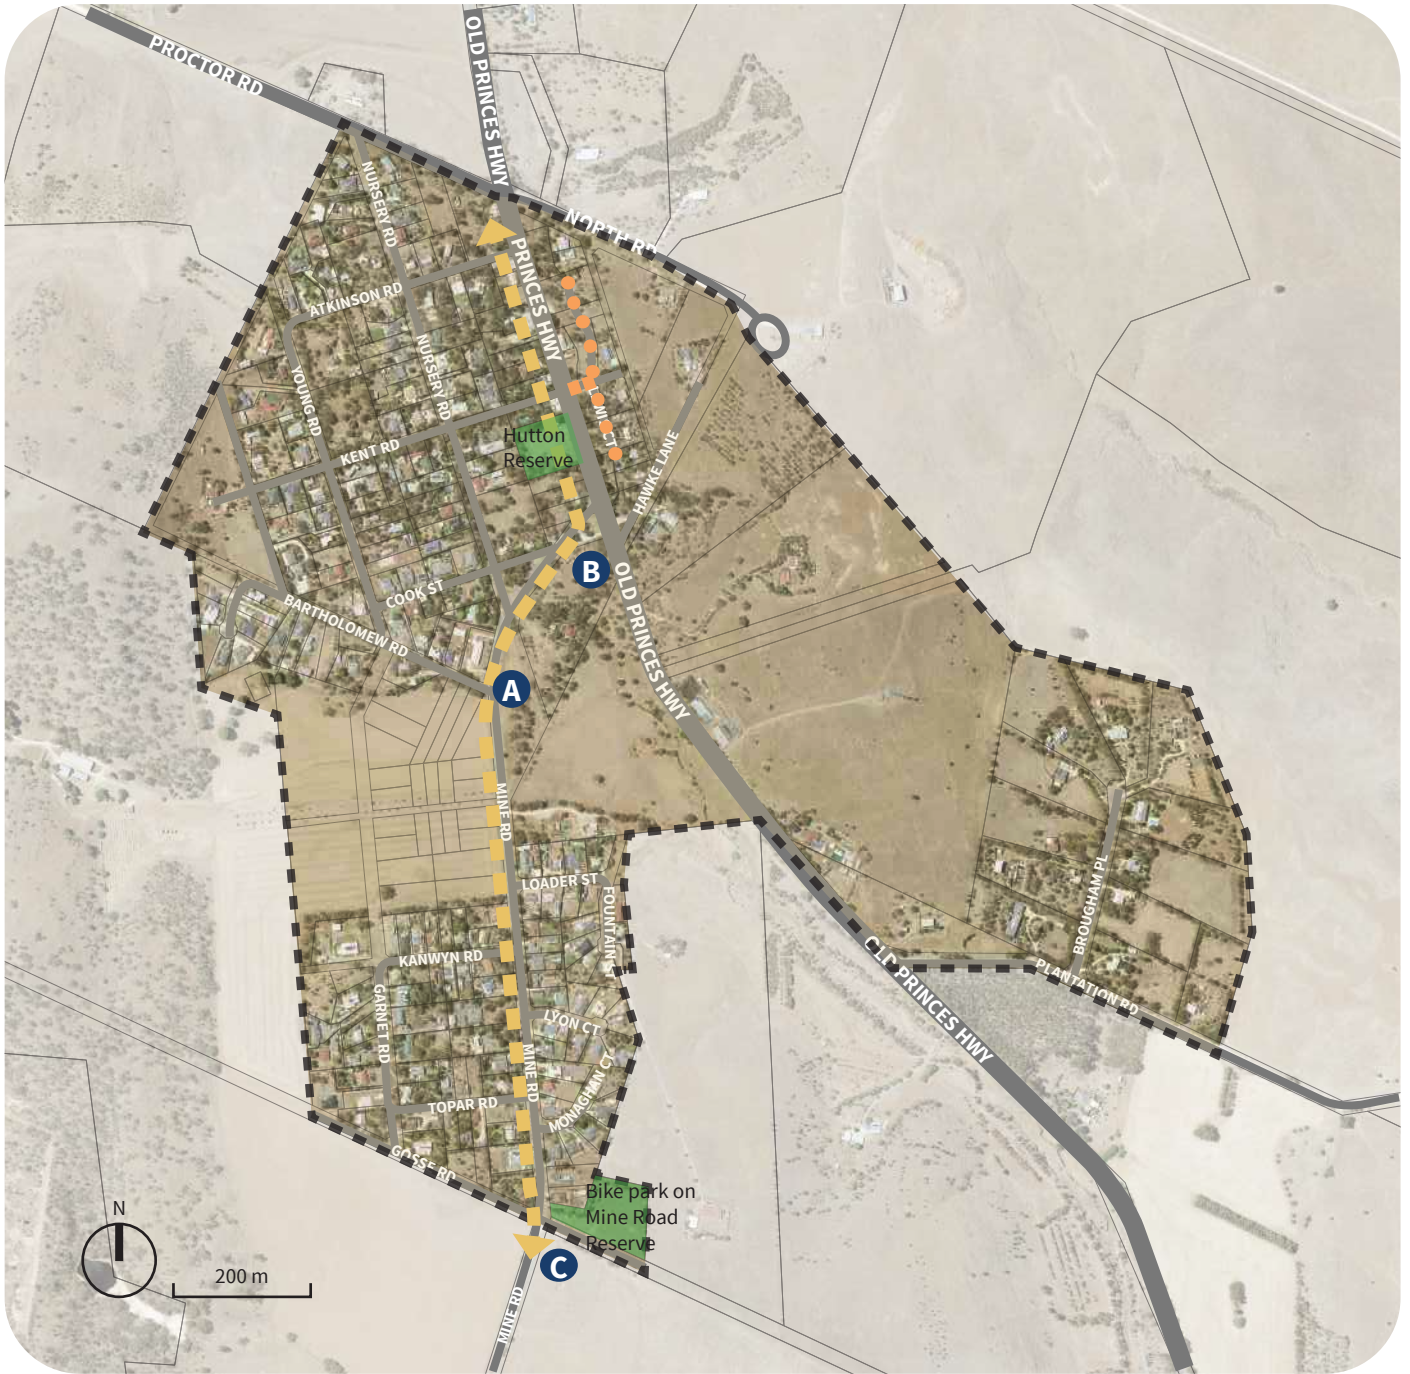 PROCTOR RD
OLD PRINCES HWY
NURSERY RD
NORTH RD
PRINCES HWY
ATKINSON RD
NURSERY RD
YOUNG RD
KENT RD
Hutton
Reserve
HAWKE LANE
B
OLD PRINCES HWY
COOK ST
BARTHOLOMEW RD
A
MINE RD
LOADER ST
FOUNTAIN ST
BROUGHAM PL
KANWYN RD
OLD PRINCES HWY
PLANTATION RD
GARNET RD
LYON CT
MINE RD
MONAGHAN CT
TOPAR RD
GOSSE RD
Bike park on
Mine Road
Reserve
N
C
200 m
MINE RD